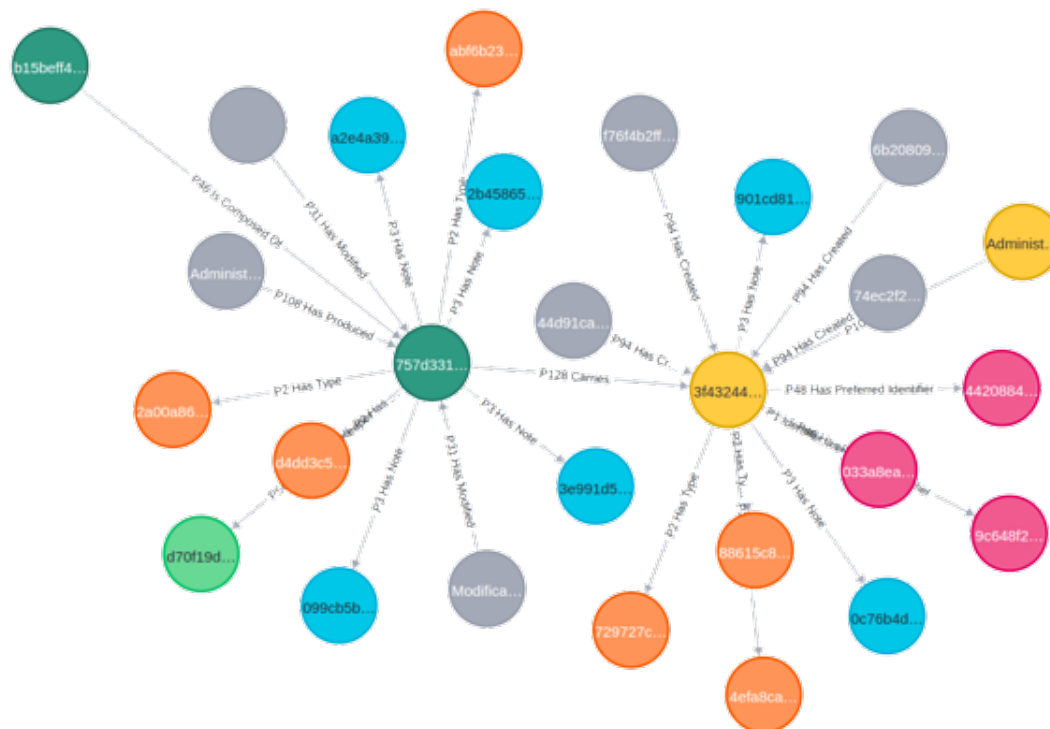 b15beff4...
abf6b23...
a2e4a39...
f76f4b2ff...
6b20809...
2b45865...
901cd81...
P46 Is Composed Of
P31 Has Modified
P3 Note
P2 Has Type
P3 Has Note
P94 Has Created
P3 Has Note
P94 Has Created
Administ...
Administ...
P108 Has Produced
44d91ca...
P94 Has Cr...
74ec2f2...
P94 Has Created
P10
757d331...
P128 Carries
3f43244...
P48 Has Preferred Identifier
4420884...
2a00a86...
P2 Has Type
d4dd3c5...
P3 Has Note
P3 Has Note
P31 Has Modified
3e991d5...
P2 Has Type
P2 Has Ty...
P3 Has Note
P1
033a8ea...
9c648f2...
d70f19d...
099cb5b...
Modifica...
88615c8...
729727c...
0c76b4d...
4efa8ca...